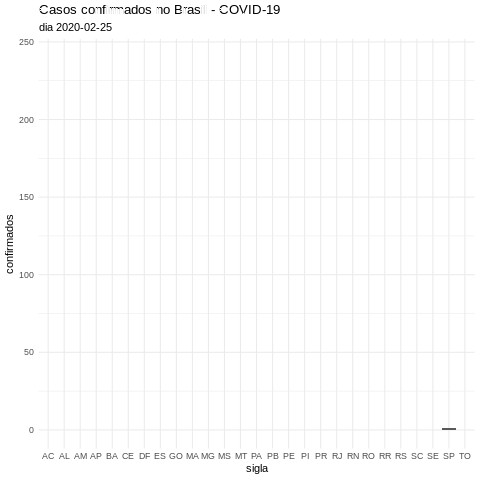 Casos confirmados no Brasil - COVID-19
dia 2020-02-25
250
200
150
100
50
0
confirmados
AC AL AM AP BA CE DF ES GO MA MG MS MT PA PB PE PI PR RJ RN RO RR RS SC SE SP TO
sigla